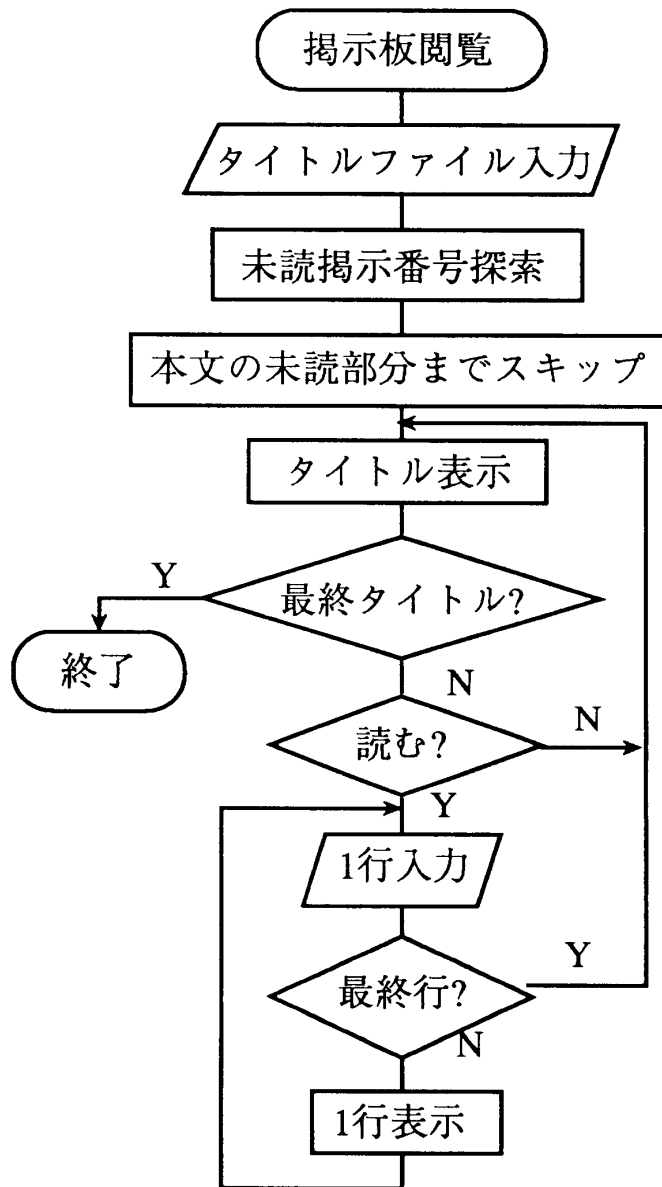 掲示板閲覧
タイトルファイル入力
未読掲示番号探索
本文の未読部分までスキップ
タイトル表示
Y
最終タイトル?
終了
N
読む?
N
Y
1行入力
最終行?
Y
N
1行表示